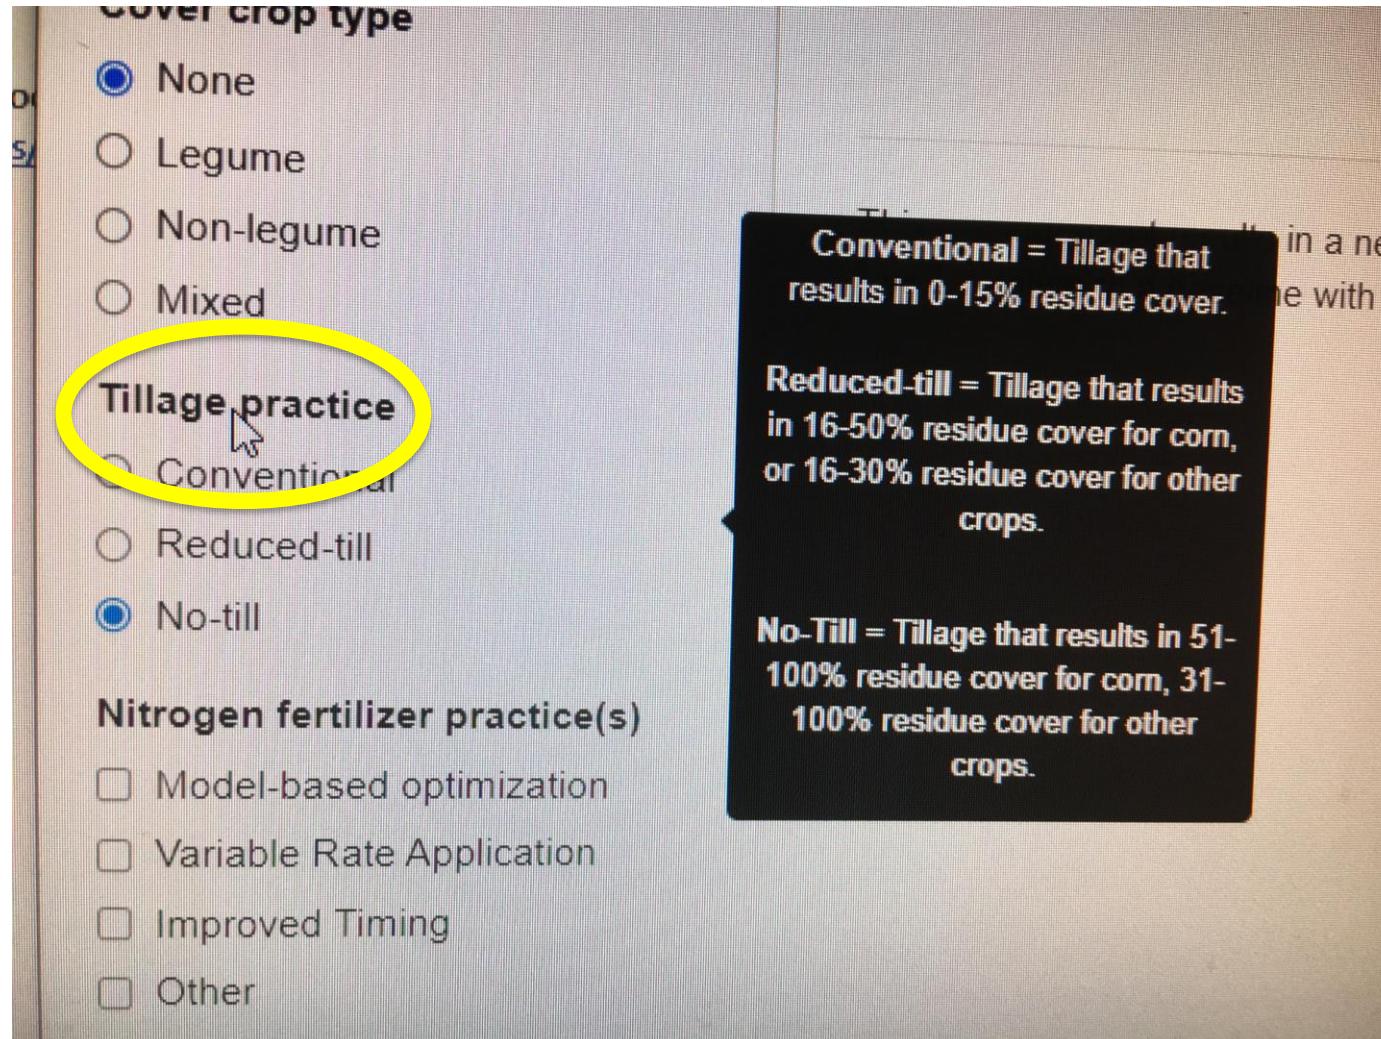 Cover crop type
None
Legume
Non-legume
Mixed
Tillage practice
Conventional
Reduced-till
No-till
Nitrogen fertilizer practice(s)
Model-based optimization
Variable Rate Application
Improved Timing
Other
Conventional = Tillage that
results in 0-15% residue cover.
Reduced-till = Tillage that results
in 16-50% residue cover for corn,
or 16-30% residue cover for other
crops.
No-Till = Tillage that results in 51-
100% residue cover for corn, 31-
100% residue cover for other
crops.
in a
with